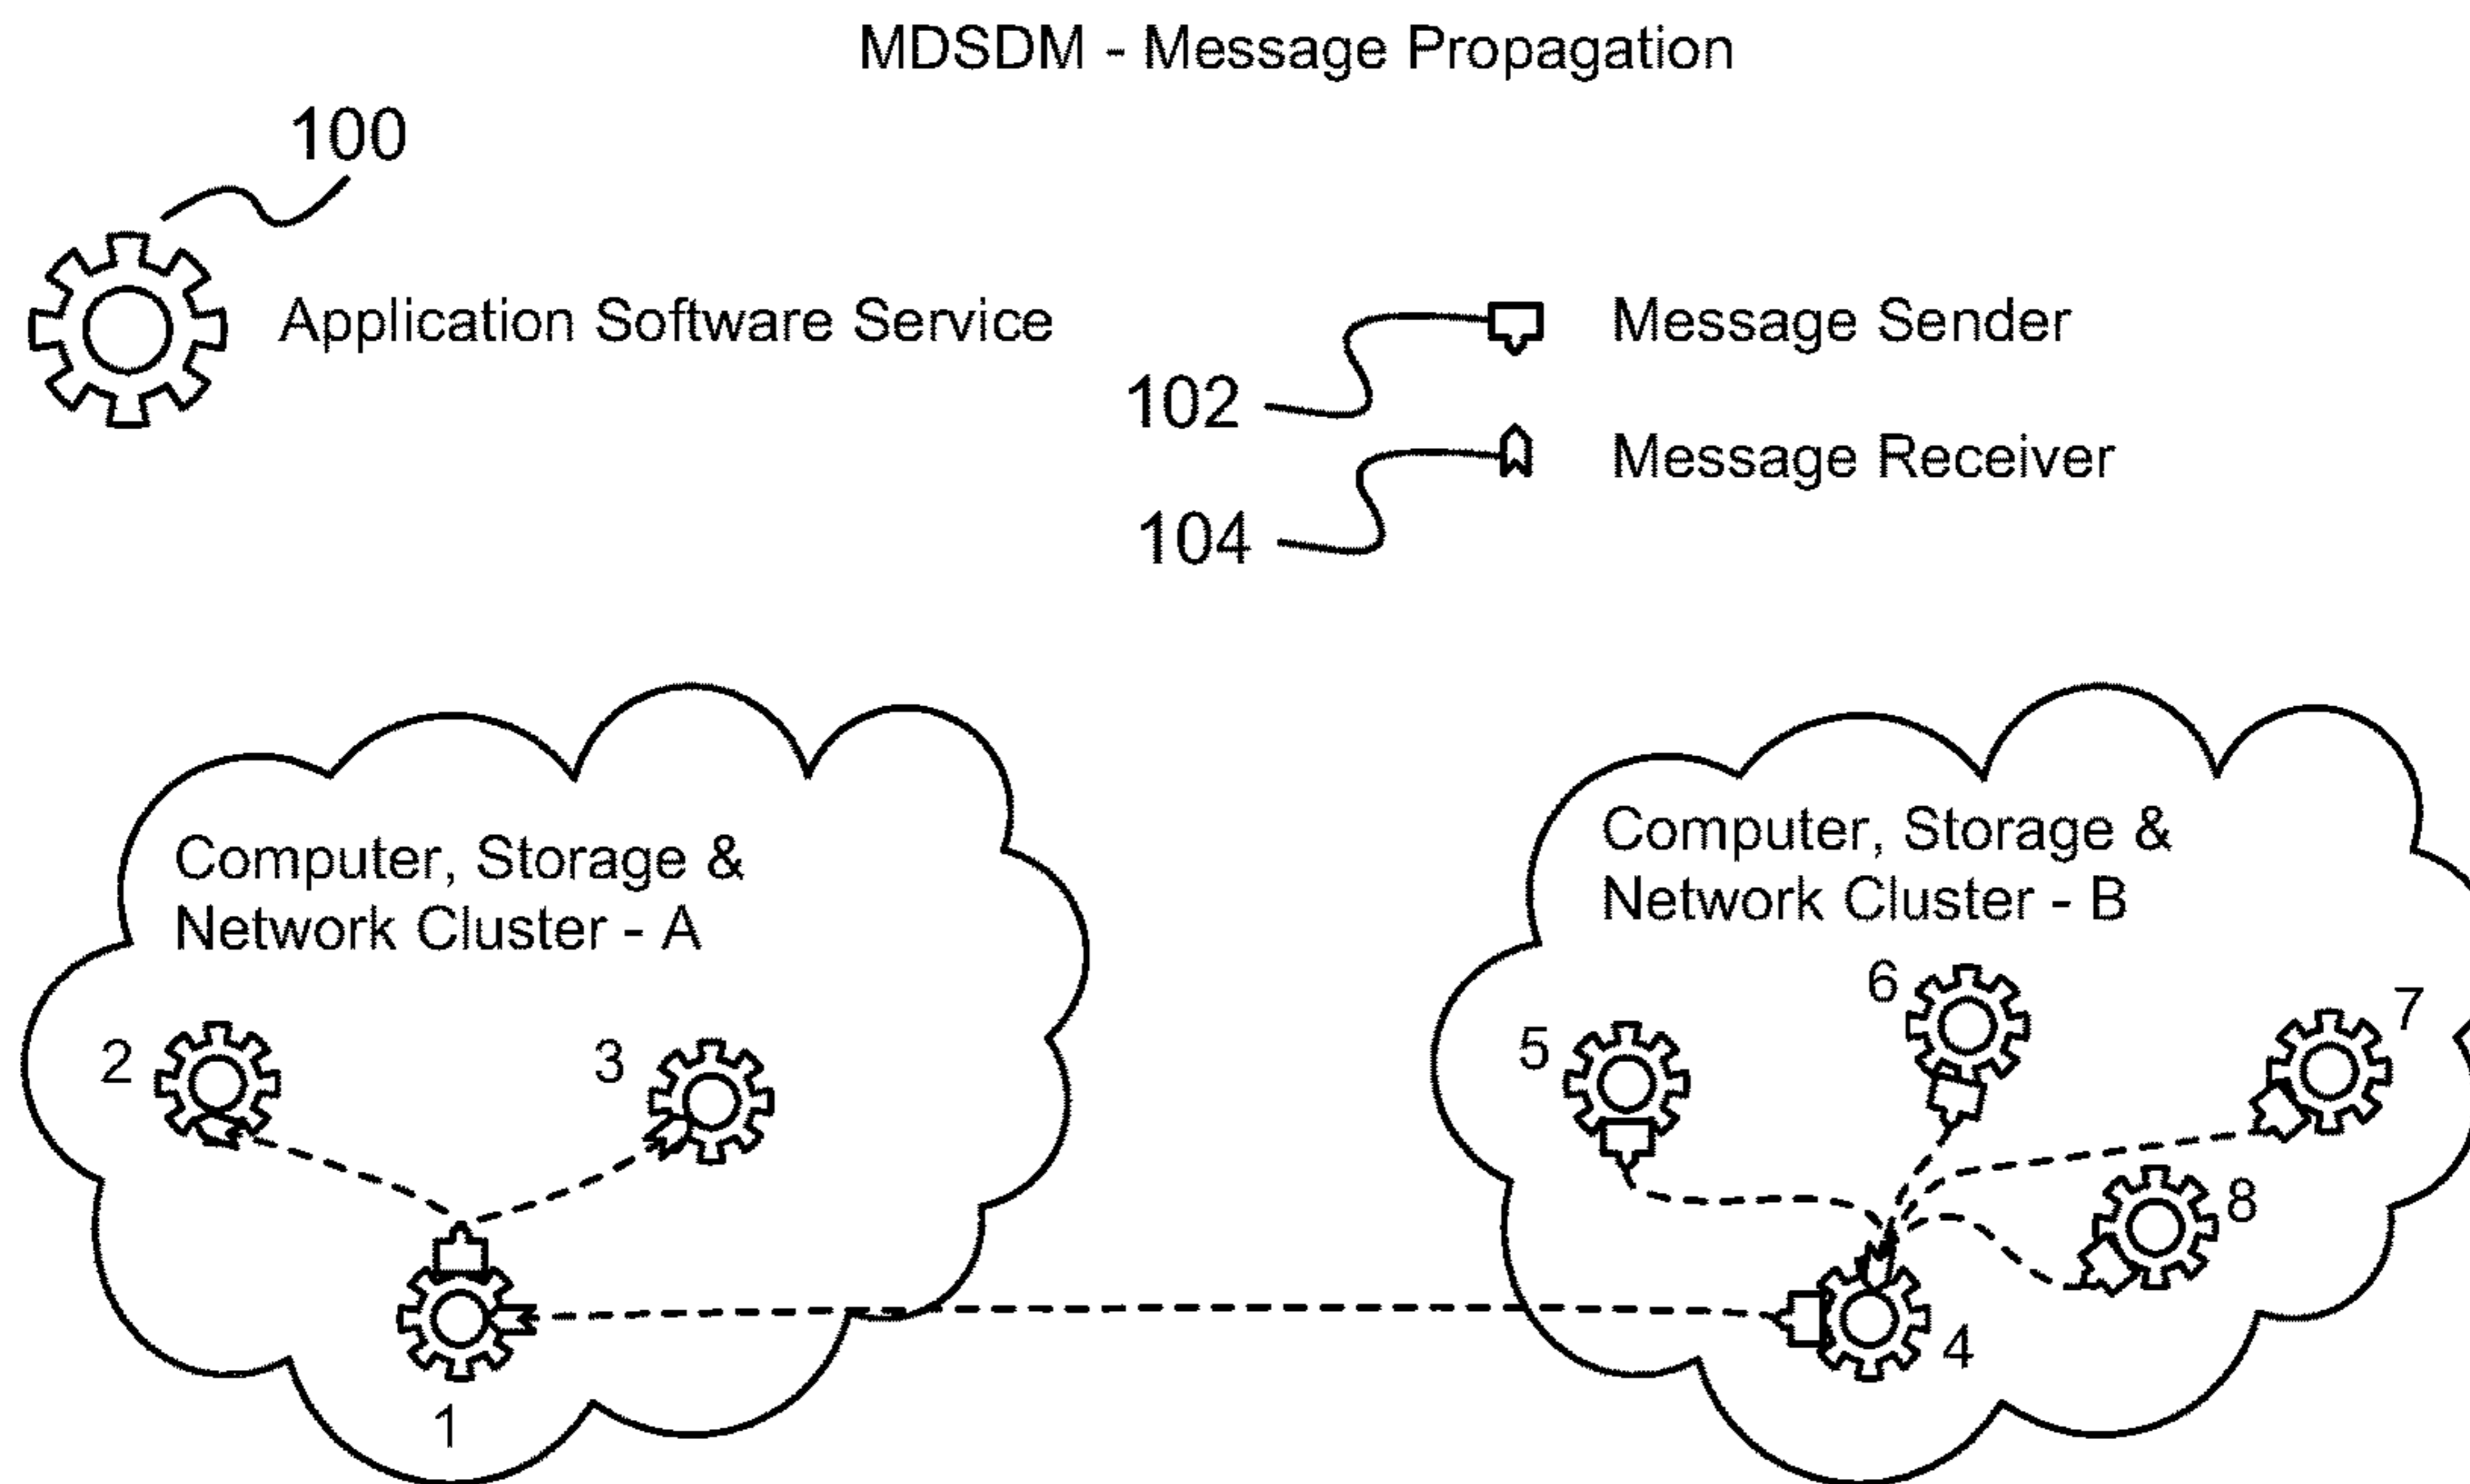 MDSDM - Message Propagation
100
Application Software Service
Message Sender
102
Message Receiver
104
Computer, Storage &
Network Cluster - A
2
3
1
Computer, Storage &
Network Cluster - B
6
7
5
8
4